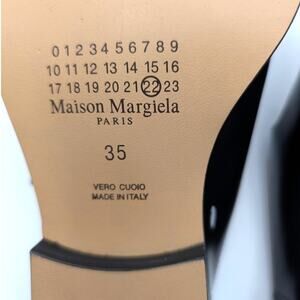 0 1 2 3 4 5 6 7 8 9
10 11 12 13 14 15 16
17 18 19 20 21 22 23
Maison Margiela
PARIS
35
VERO CUOIO
MADE IN ITALY